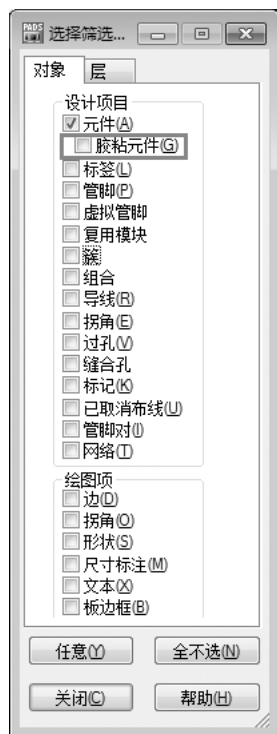 PADS 选择筛选...
对象 层
设计项目
元件(A)
胶粘元件(G)
标签(L)
管脚(P)
虚拟管脚
复用模块
簇
组合
导线(R)
拐角(E)
过孔(V)
缝合孔
标记(K)
已取消布线(U)
管脚对(I)
网络(T)
绘图项
边(D)
拐角(O)
形状(S)
尺寸标注(M)
文本(X)
板边框(B)
任意(Y) 全不选(N)
关闭(C) 帮助(H)